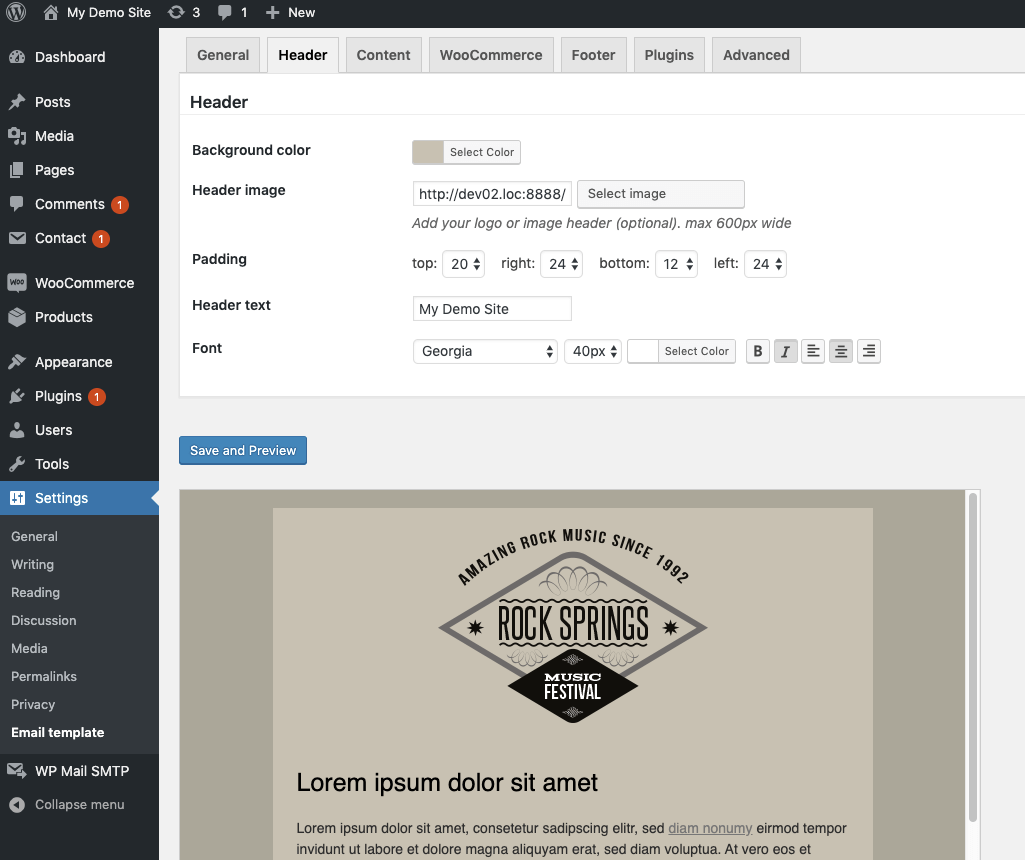 My Demo Site 3 1 New
Dashboard
Posts
Media
Pages
Comments 1
Contact 1
WooCommerce
Products
Appearance
Plugins 1
Users
Tools
Settings
General
Writing
Reading
Discussion
Media
Permalinks
Privacy
Email template
WP Mail SMTP
Collapse menu
General Header Content WooCommerce Footer Plugins Advanced
Header
Background color Select Color
Header image http://dev02.loc:8888/ Select image
Add your logo or image header (optional). max 600px wide
Padding top: 20 right: 24 bottom: 12 left: 24
Header text My Demo Site
Font Georgia 40px Select Color B I
Save and Preview
AMAZING ROCK MUSIC SINCE 1992
ROCK SPRINGS
MUSIC
FESTIVAL
Lorem ipsum dolor sit amet
Lorem ipsum dolor sit amet, consetetur sadipscing elitr, sed diam nonumy eirmod tempor
invidunt ut labore et dolore magna aliquyam erat, sed diam voluptua. At vero eos et